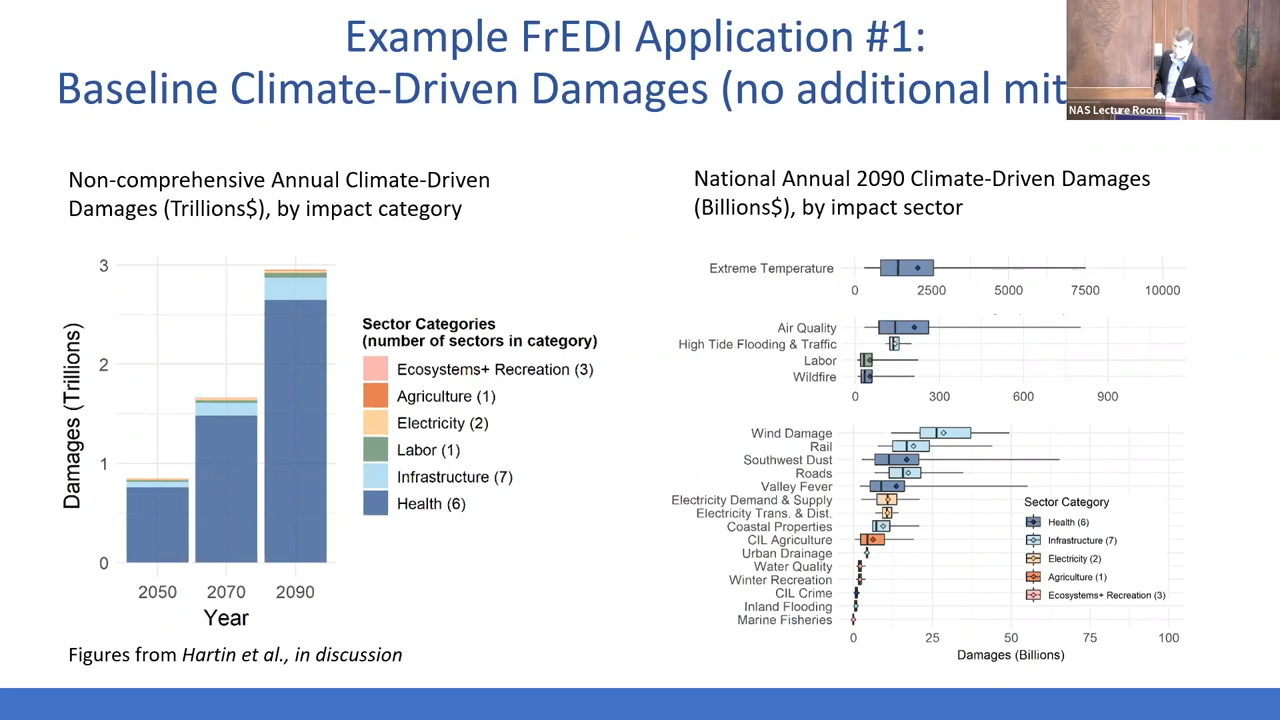 Example FrEDI Application #1:
Baseline Climate-Driven Damages (no additional mit
NAS Lecture Room
Non-comprehensive Annual Climate-Driven
Damages (Trillions$), by impact category
3
2
1
0
Damages (Trillions)
2050 2070 2090
Year
Sector Categories
(number of sectors in category)
Ecosystems+ Recreation (3)
Agriculture (1)
Electricity (2)
Labor (1)
Infrastructure (7)
Health (6)
Figures from Hartin et al., in discussion
National Annual 2090 Climate-Driven Damages
(Billions$), by impact sector
Extreme Temperature
0 2500 5000 7500 10000
Air Quality
High Tide Flooding & Traffic
Labor
Wildfire
0 300 600 900
Wind Damage
Rail
Southwest Dust
Roads
Valley Fever
Electricity Demand & Supply
Electricity Trans. & Dist.
Coastal Properties
CIL Agriculture
Urban Drainage
Water Quality
Winter Recreation
CIL Crime
Inland Flooding
Marine Fisheries
0 25 50 75 100
Damages (Billions)
Sector Category
Health (6)
Infrastructure (7)
Electricity (2)
Agriculture (1)
Ecosystems+ Recreation (3)